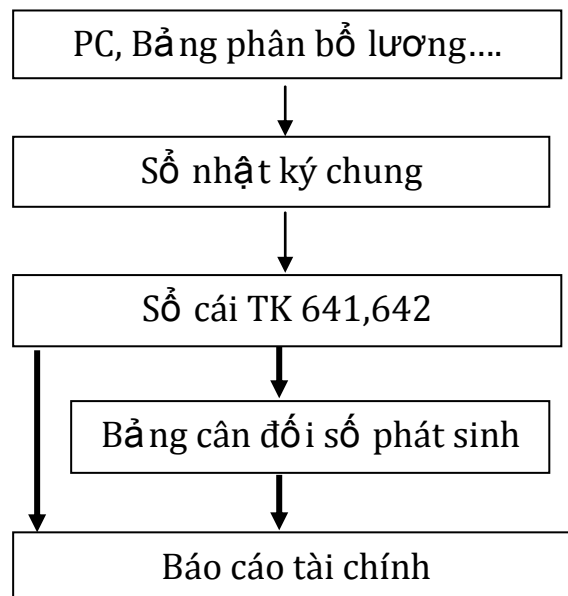 PC, Bảng phân bổ lương....
Sổ nhật ký chung
Sổ cái TK 641,642
Bảng cân đối số phát sinh
Báo cáo tài chính